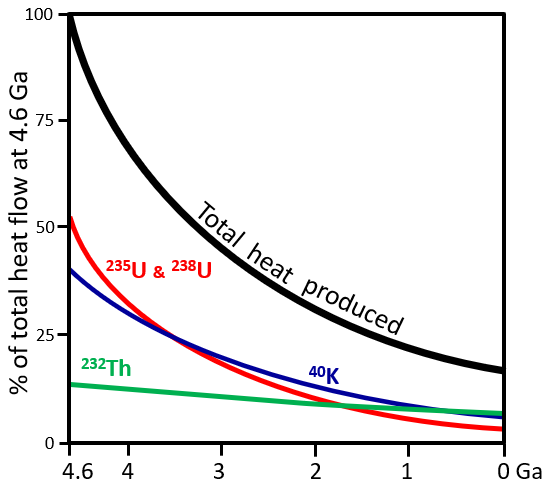 % of total heat flow at 4.6 Ga
100
75
50
25
0
Total heat produced
²³⁵U & ²³⁸U
²³²Th
⁴⁰K
4.6 4 3 2 1 0 Ga